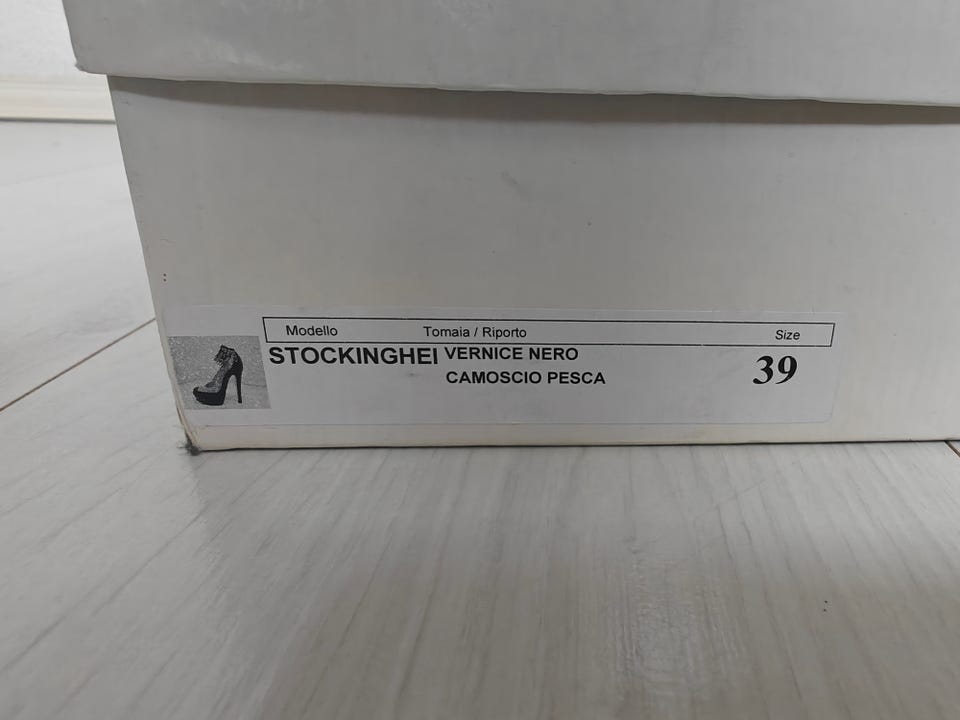 Modello Tomaia / Riporto Size
STOCKINGHEI VERNICE NERO 39
CAMOSCIO PESCA